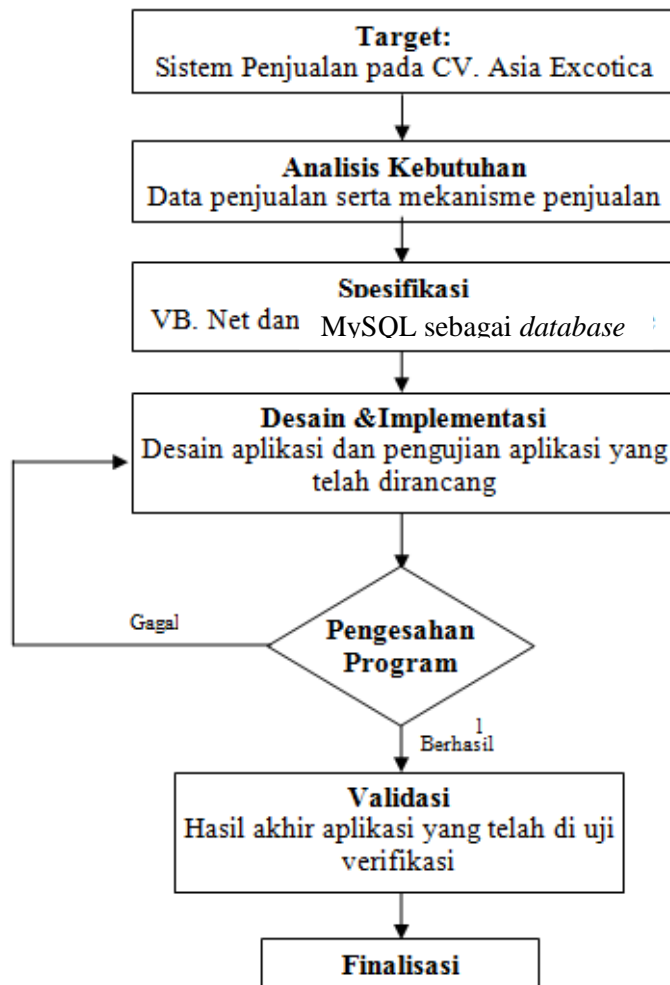 Target:
Sistem Penjualan pada CV. Asia Excotica
Analisis Kebutuhan
Data penjualan serta mekanisme penjualan
Spesifikasi
VB. Net dan MySQL sebagai database
Desain &Implementasi
Desain aplikasi dan pengujian aplikasi yang
telah dirancang
Gagal
Pengesahan
Program
1
Berhasil
Validasi
Hasil akhir aplikasi yang telah di uji
verifikasi
Finalisasi